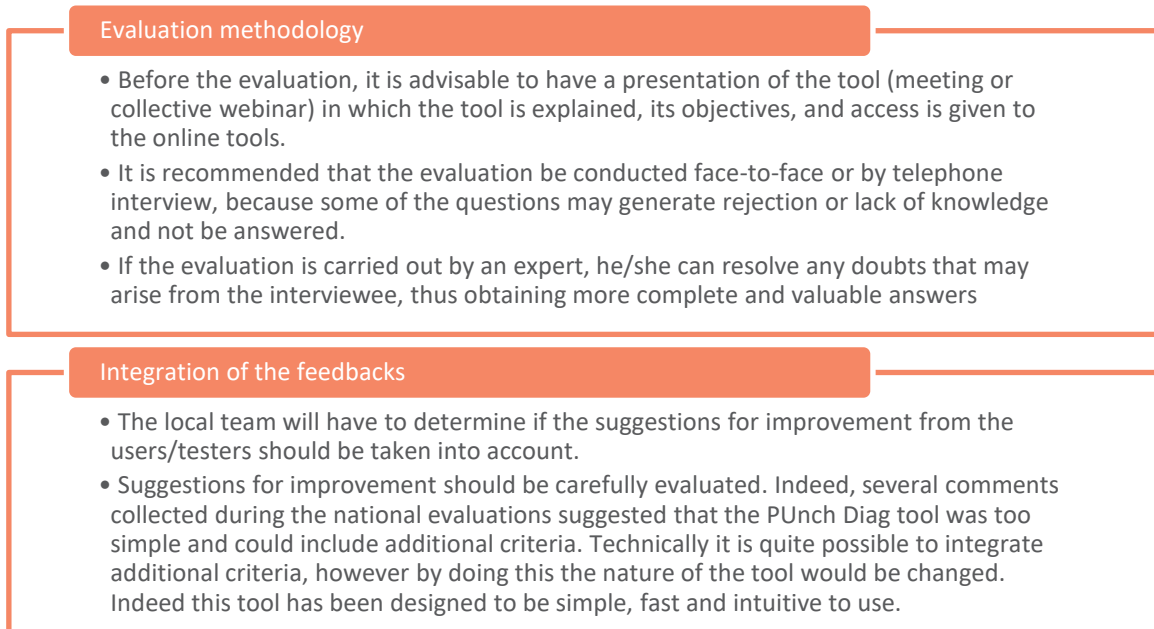 Evaluation methodology
• Before the evaluation, it is advisable to have a presentation of the tool (meeting or
collective webinar) in which the tool is explained, its objectives, and access is given to
the online tools.
• It is recommended that the evaluation be conducted face-to-face or by telephone
interview, because some of the questions may generate rejection or lack of knowledge
and not be answered.
• If the evaluation is carried out by an expert, he/she can resolve any doubts that may
arise from the interviewee, thus obtaining more complete and valuable answers
Integration of the feedbacks
• The local team will have to determine if the suggestions for improvement from the
users/testers should be taken into account.
• Suggestions for improvement should be carefully evaluated. Indeed, several comments
collected during the national evaluations suggested that the PUnch Diag tool was too
simple and could include additional criteria. Technically it is quite possible to integrate
additional criteria, however by doing this the nature of the tool would be changed.
Indeed this tool has been designed to be simple, fast and intuitive to use.